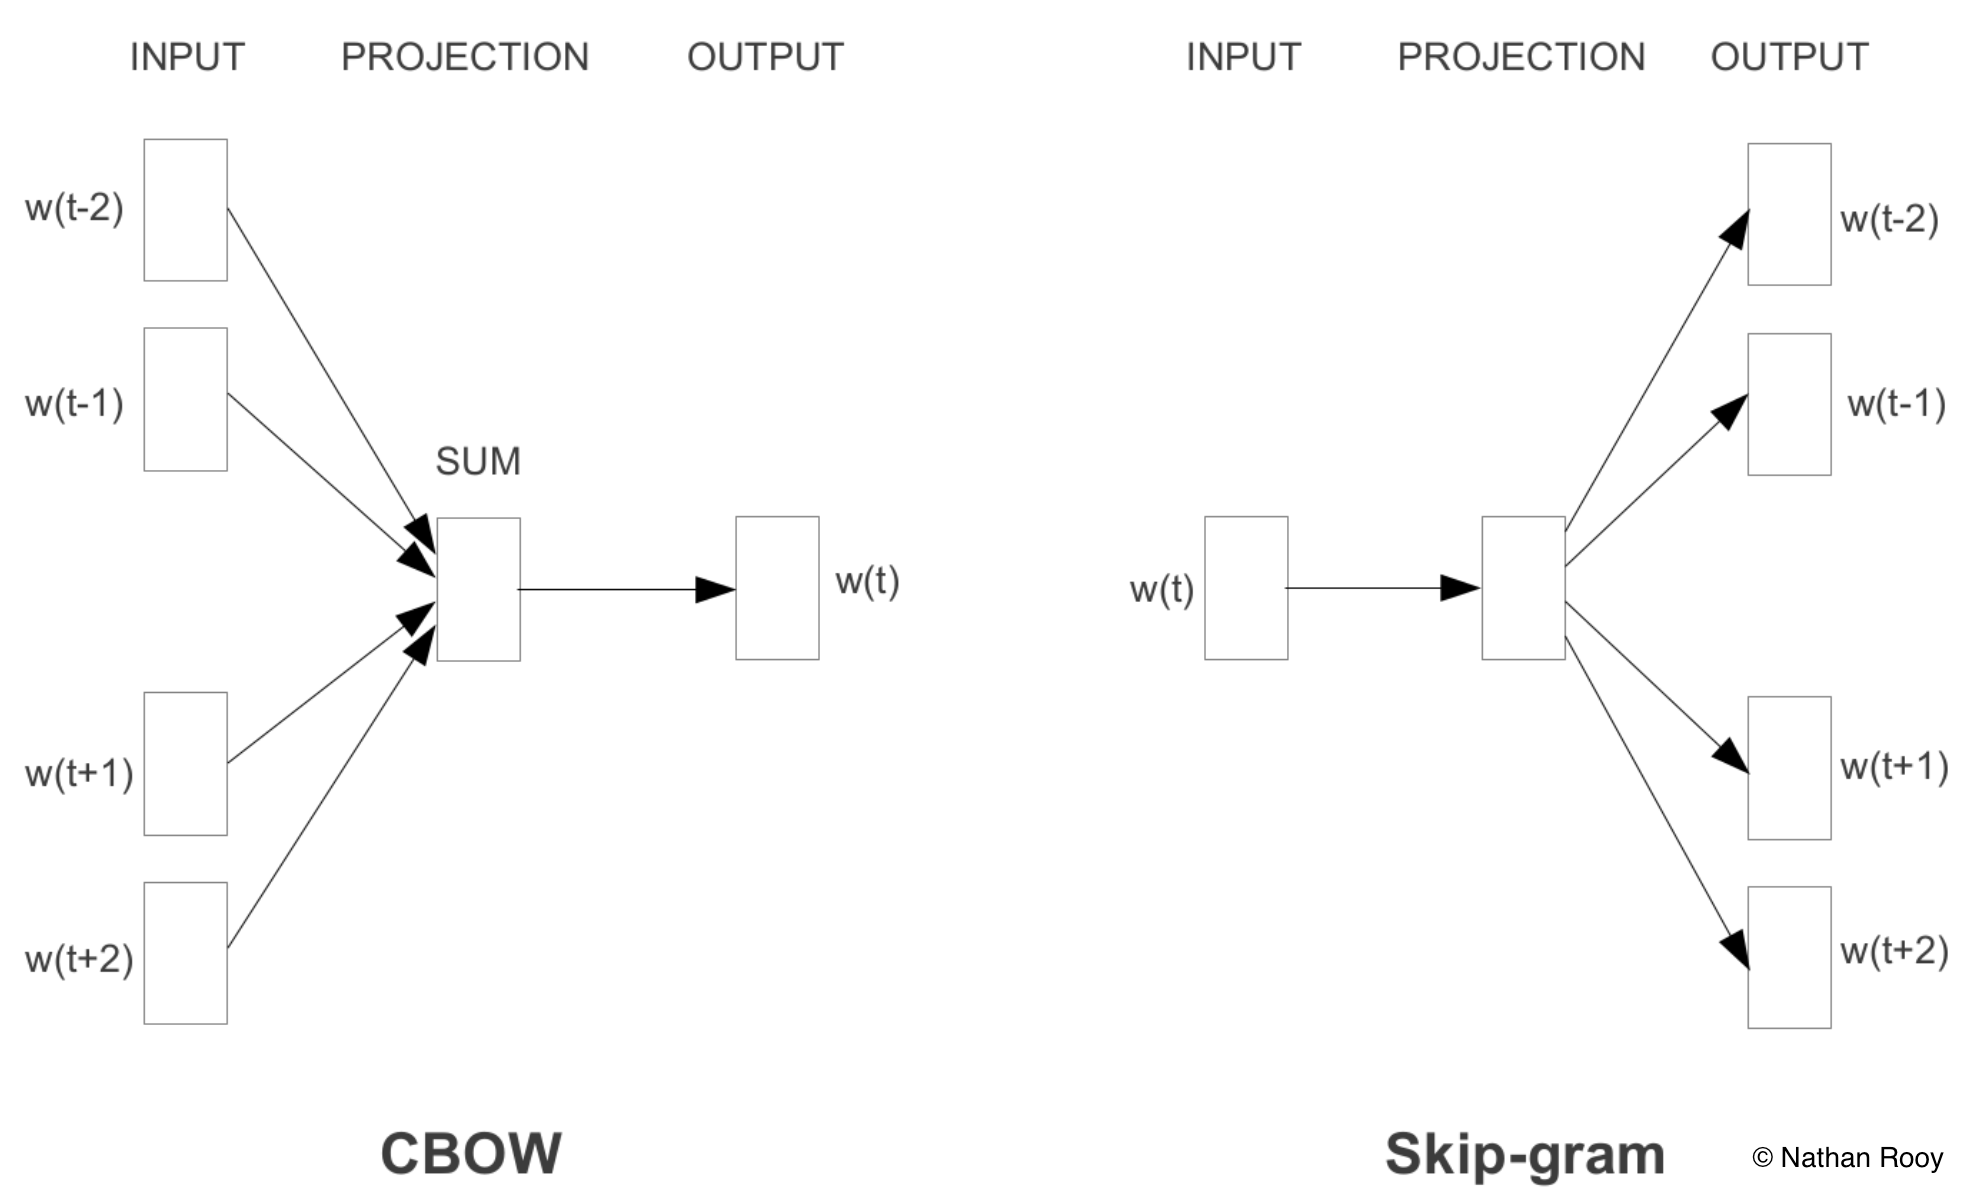 INPUT PROJECTION OUTPUT
w(t-2)
w(t-1)
SUM
w(t)
w(t+1)
w(t+2)
CBOW
INPUT PROJECTION OUTPUT
w(t-2)
w(t-1)
w(t)
w(t+1)
w(t+2)
Skip-gram
© Nathan Rooy